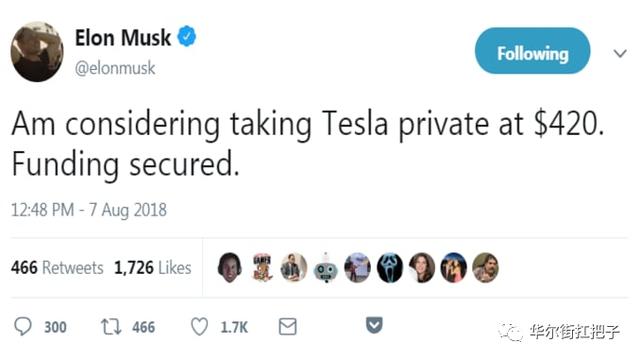 Elon Musk
@elonmusk
Following
Am considering taking Tesla private at $420.
Funding secured.
12:48 PM - 7 Aug 2018
466 Retweets 1,726 Likes
300 466 1.7K
华尔街扛把子